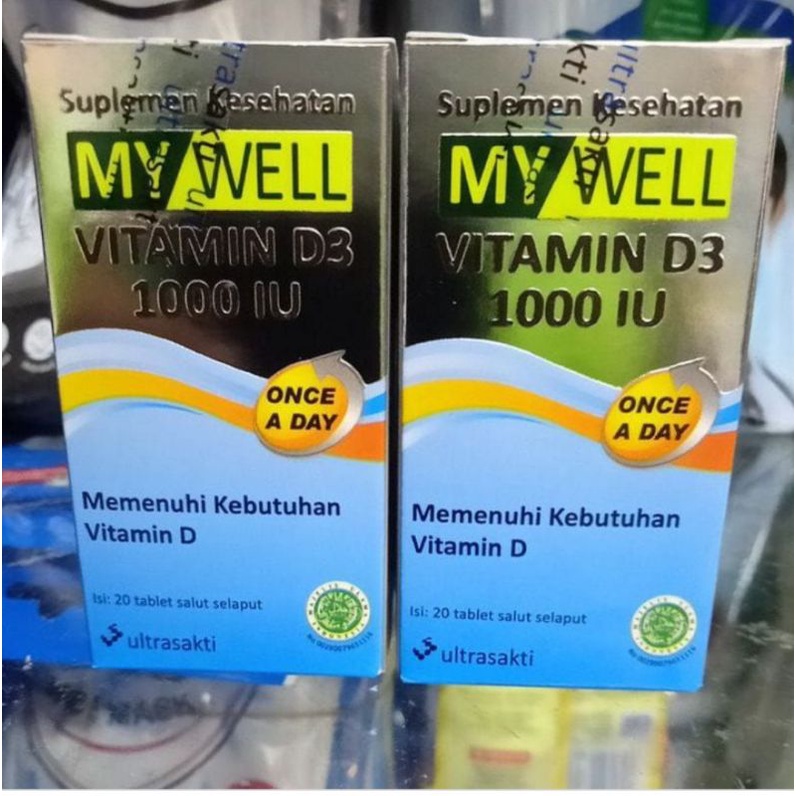 Suplemen Kesehatan
MY WELL
VITAMIN D3
1000 IU
ONCE
A DAY
Memenuhi Kebutuhan
Vitamin D
Isi: 20 tablet salut selaput
ultrasakti
Suplemen Kesehatan
MY WELL
VITAMIN D3
1000 IU
ONCE
A DAY
Memenuhi Kebutuhan
Vitamin D
Isi: 20 tablet salut selaput
ultrasakti